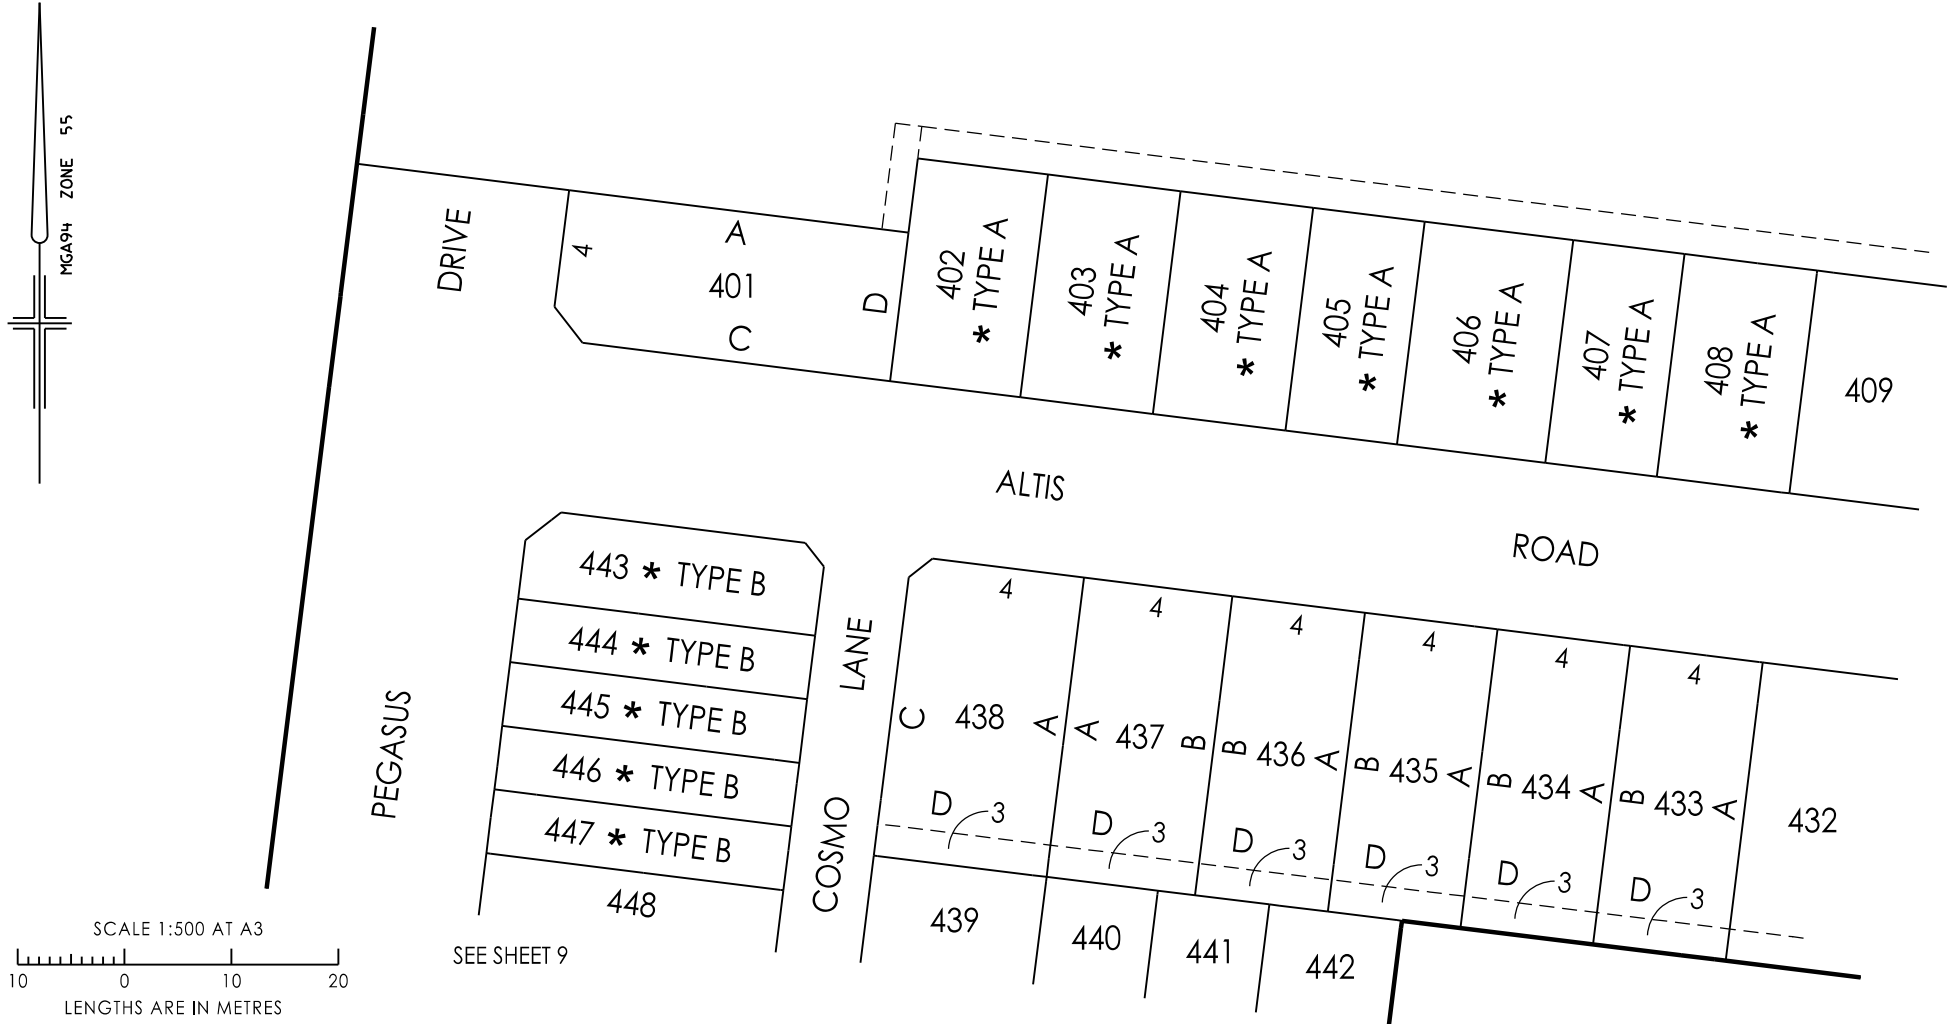 MGA94 ZONE 55
DRIVE
4
A
401
C
D
402
* TYPE A
403
* TYPE A
404
* TYPE A
405
* TYPE A
406
* TYPE A
407
* TYPE A
408
* TYPE A
409
ALTIS
ROAD
443 * TYPE B
444 * TYPE B
445 * TYPE B
446 * TYPE B
447 * TYPE B
448
PEGASUS
LANE
COSMO
4
C 438 A
D 3
4
A 437 B
D 3
4
B 436 A
D 3
4
B 435 A
D 3
4
B 434 A
D 3
4
B 433 A
D 3
432
439
440
441
442
SEE SHEET 9
SCALE 1:500 AT A3
10 0 10 20
LENGTHS ARE IN METRES